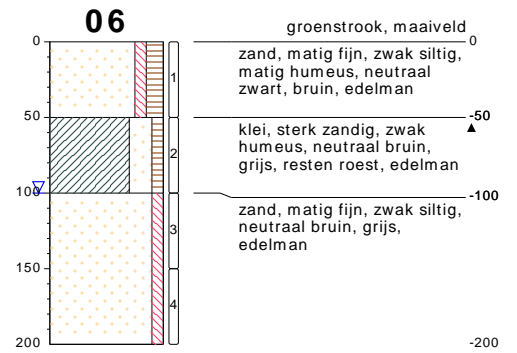 06
groenstrook, maaiveld
0
0
zand, matig fijn, zwak siltig,
matig humeus, neutraal
zwart, bruin, edelman
1
50
-50
klei, sterk zandig, zwak
humeus, neutraal bruin,
grijs, resten roest, edelman
2
100
-100
zand, matig fijn, zwak siltig,
neutraal bruin, grijs,
edelman
3
150
4
200
-200